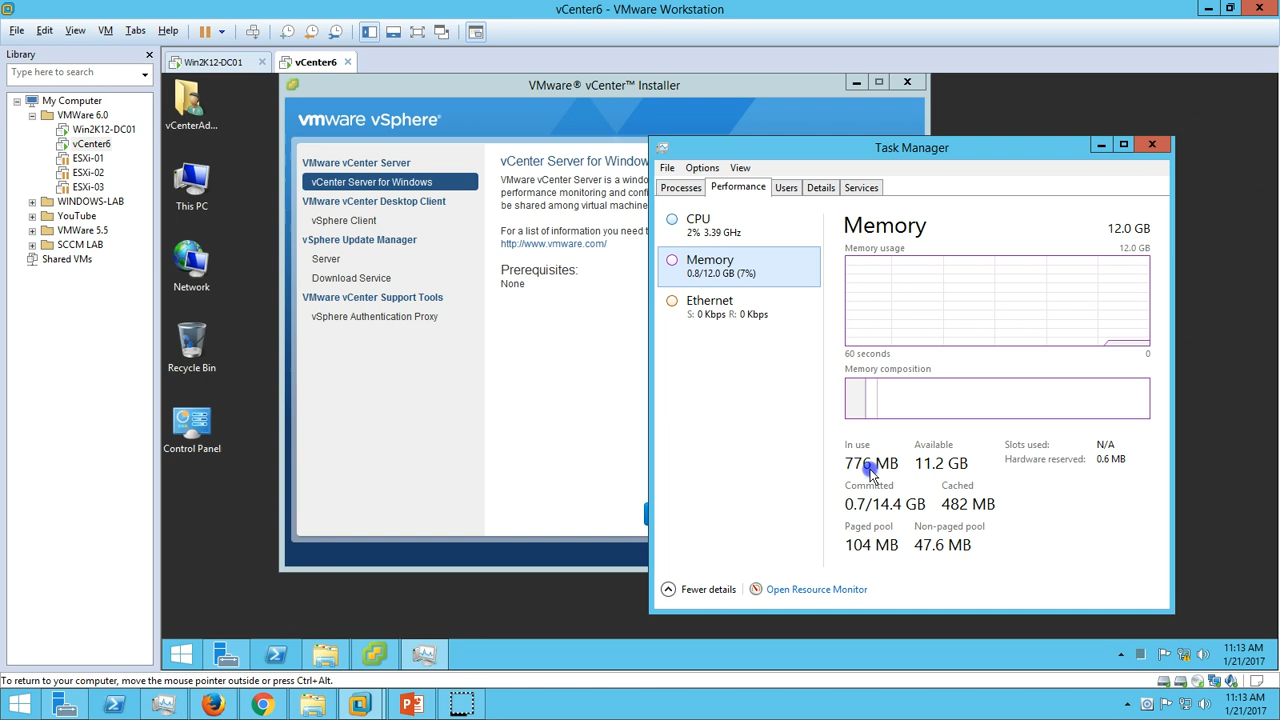 vCenter6 - VMware Workstation
File Edit View VM Tabs Help
Library
Type here to search
My Computer
VMWare 6.0
Win2K12-DC01
vCenter6
ESXi-01
ESXi-02
ESXi-03
WINDOWS-LAB
YouTube
VMWare 5.5
SCCM LAB
Shared VMs
Win2K12-DC01
vCenter6
vCenterAd...
This PC
Network
Recycle Bin
Control Panel
VMware® vCenter™ Installer
vmware vSphere®
VMware vCenter Server
vCenter Server for Windows
VMware vCenter Desktop Client
vSphere Client
vSphere Update Manager
Server
Download Service
VMware vCenter Support Tools
vSphere Authentication Proxy
vCenter Server for Window
VMware vCenter Server is a windo
performance monitoring and confi
be shared among virtual machine
For a list of information you need t
http://www.vmware.com/
Prerequisites:
None
Task Manager
File Options View
Processes Performance Users Details Services
CPU
2% 3.39 GHz
Memory
0.8/12.0 GB (7%)
Ethernet
S: 0 Kbps R: 0 Kbps
Memory 12.0 GB
Memory usage 12.0 GB
60 seconds 0
Memory composition
In use Available Slots used: N/A
776 MB 11.2 GB Hardware reserved: 0.6 MB
Committed Cached
0.7/14.4 GB 482 MB
Paged pool Non-paged pool
104 MB 47.6 MB
Fewer details Open Resource Monitor
11:13 AM
1/21/2017
To return to your computer, move the mouse pointer outside or press Ctrl+Alt.
11:13 AM
1/21/2017